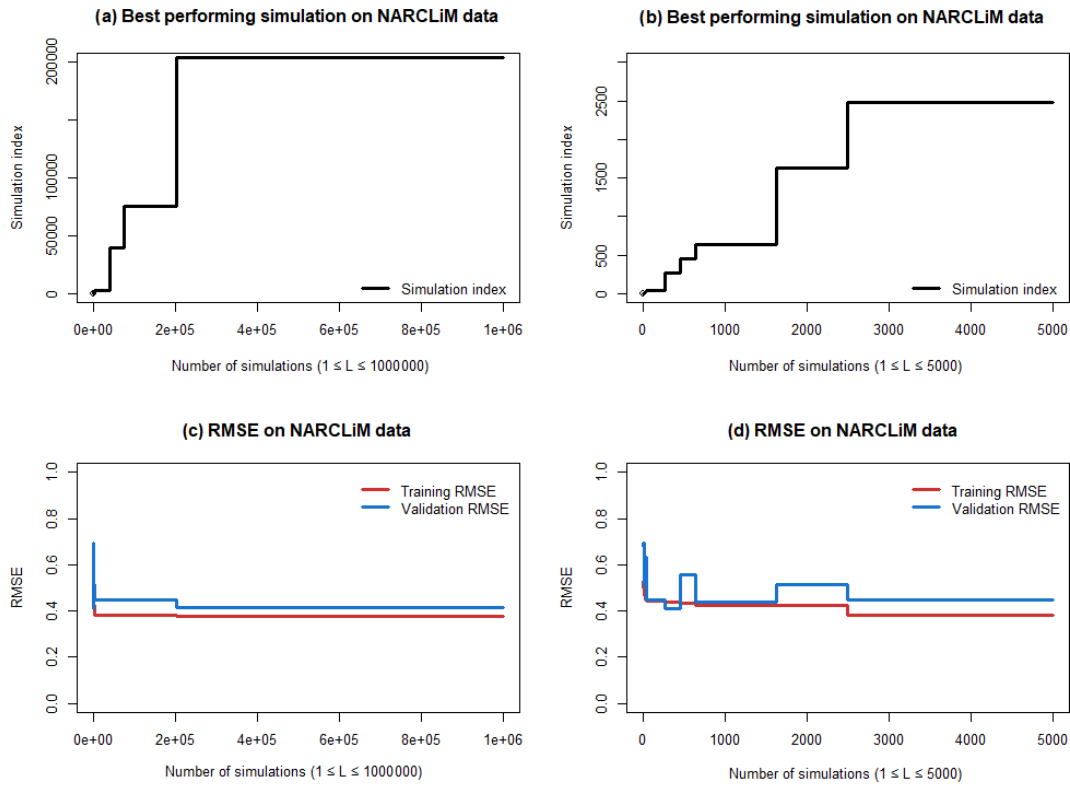 (a) Best performing simulation on NARCLiM data
Simulation index
200000
100000
50000
0
Simulation index
0e+00 2e+05 4e+05 6e+05 8e+05 1e+06
Number of simulations (1 ≤ L ≤ 1000000)
(b) Best performing simulation on NARCLiM data
Simulation index
2500
1500
500
0
Simulation index
0 1000 2000 3000 4000 5000
Number of simulations (1 ≤ L ≤ 5000)
(c) RMSE on NARCLiM data
RMSE
1.0
0.8
0.6
0.4
0.2
0.0
Training RMSE
Validation RMSE
0e+00 2e+05 4e+05 6e+05 8e+05 1e+06
Number of simulations (1 ≤ L ≤ 1000000)
(d) RMSE on NARCLiM data
RMSE
1.0
0.8
0.6
0.4
0.2
0.0
Training RMSE
Validation RMSE
0 1000 2000 3000 4000 5000
Number of simulations (1 ≤ L ≤ 5000)